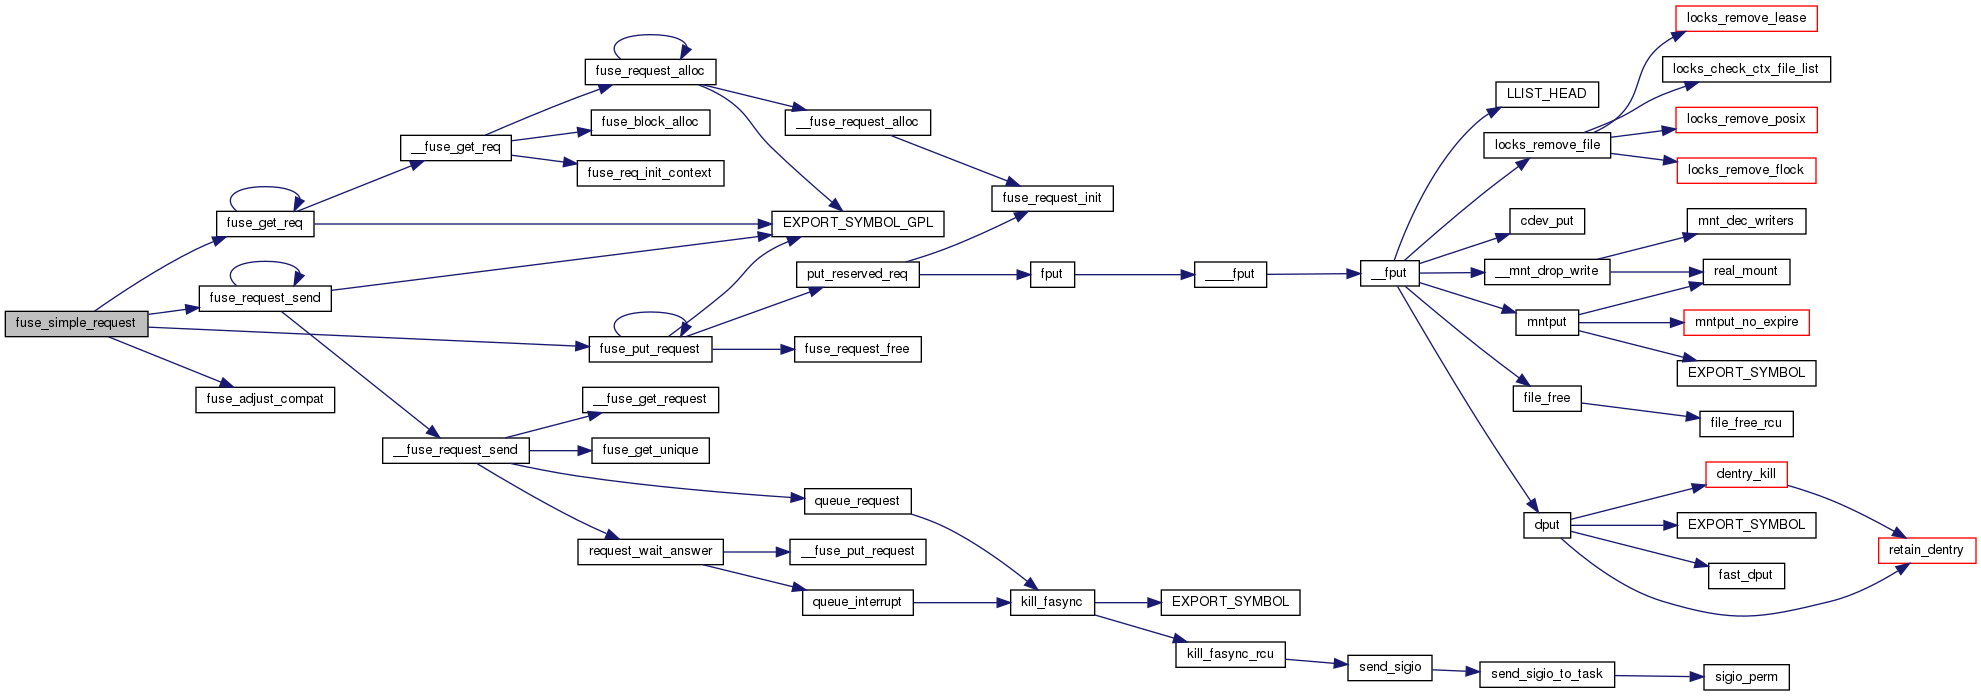 fuse_simple_request
fuse_get_req
fuse_request_send
fuse_adjust_compat
__fuse_get_req
__fuse_request_send
fuse_request_alloc
fuse_block_alloc
fuse_req_init_context
fuse_put_request
__fuse_get_request
fuse_get_unique
request_wait_answer
__fuse_request_alloc
EXPORT_SYMBOL_GPL
put_reserved_req
fuse_request_free
queue_request
__fuse_put_request
queue_interrupt
fuse_request_init
fput
kill_fasync
____fput
EXPORT_SYMBOL
kill_fasync_rcu
__fput
send_sigio
LLIST_HEAD
locks_remove_file
cdev_put
__mnt_drop_write
mntput
file_free
dput
send_sigio_to_task
locks_remove_lease
locks_check_ctx_file_list
locks_remove_posix
locks_remove_flock
mnt_dec_writers
real_mount
mntput_no_expire
EXPORT_SYMBOL
file_free_rcu
dentry_kill
EXPORT_SYMBOL
fast_dput
sigio_perm
retain_dentry